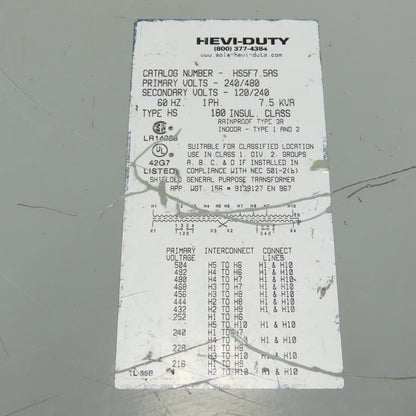 HEVI-DUTY
(800) 377-4384
www.sola-hevi-duty.com
CATALOG NUMBER - HS5F7.5AS
PRIMARY VOLTS - 240/480
SECONDARY VOLTS - 120/240
60 HZ. 1PH. 7.5 KVA
TYPE HS 180 INSUL. CLASS
RAINPROOF TYPE 3R
INDOOR - TYPE 1 AND 2
SUITABLE FOR CLASSIFIED LOCATION
USE IN CLASS 1. DIV. 2. GROUPS
42G7 A. B. C. & D IF INSTALLED IN
LISTED COMPLIANCE WITH NEC 501-2(b)
SHIELDED GENERAL PURPOSE TRANSFORMER
APP. WGT. 15A # 9139127 EN 967
PRIMARY INTERCONNECT CONNECT
VOLTAGE LINES
504 H5 TO H6 H1 & H10
492 H4 TO H6 H1 & H10
480 H4 TO H7 H1 & H10
468 H3 TO H7 H1 & H10
456 H3 TO H8 H1 & H10
444 H2 TO H8 H1 & H10
432 H2 TO H9 H1 & H10
252 H1 TO H6
H5 TO H10 H1 & H10
240 H1 TO H7
H1 & H10
228
216
H2 TO H10 H1 & H10